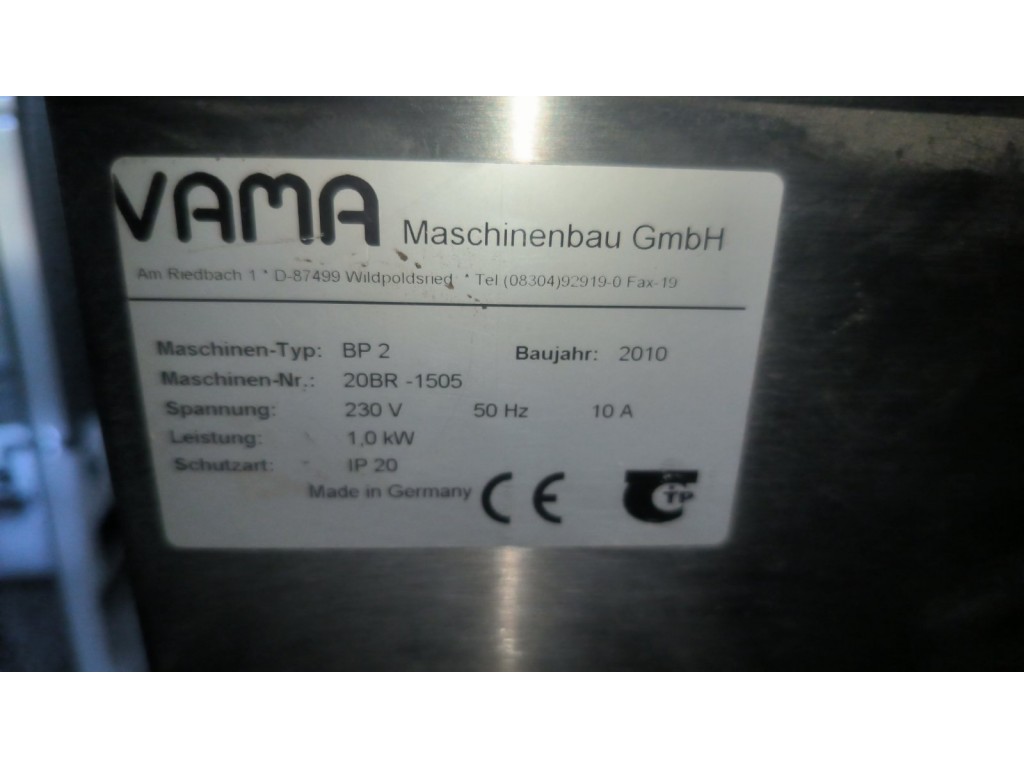 VAMA Maschinenbau GmbH
Am Riedbach 1 * D-87499 Wildpoldsried * Tel (08304)92919-0 Fax-19
Maschinen-Typ: BP 2 Baujahr: 2010
Maschinen-Nr.: 20BR -1505
Spannung: 230 V 50 Hz 10 A
Leistung: 1,0 kW
Schutzart: IP 20
Made in Germany CE TP